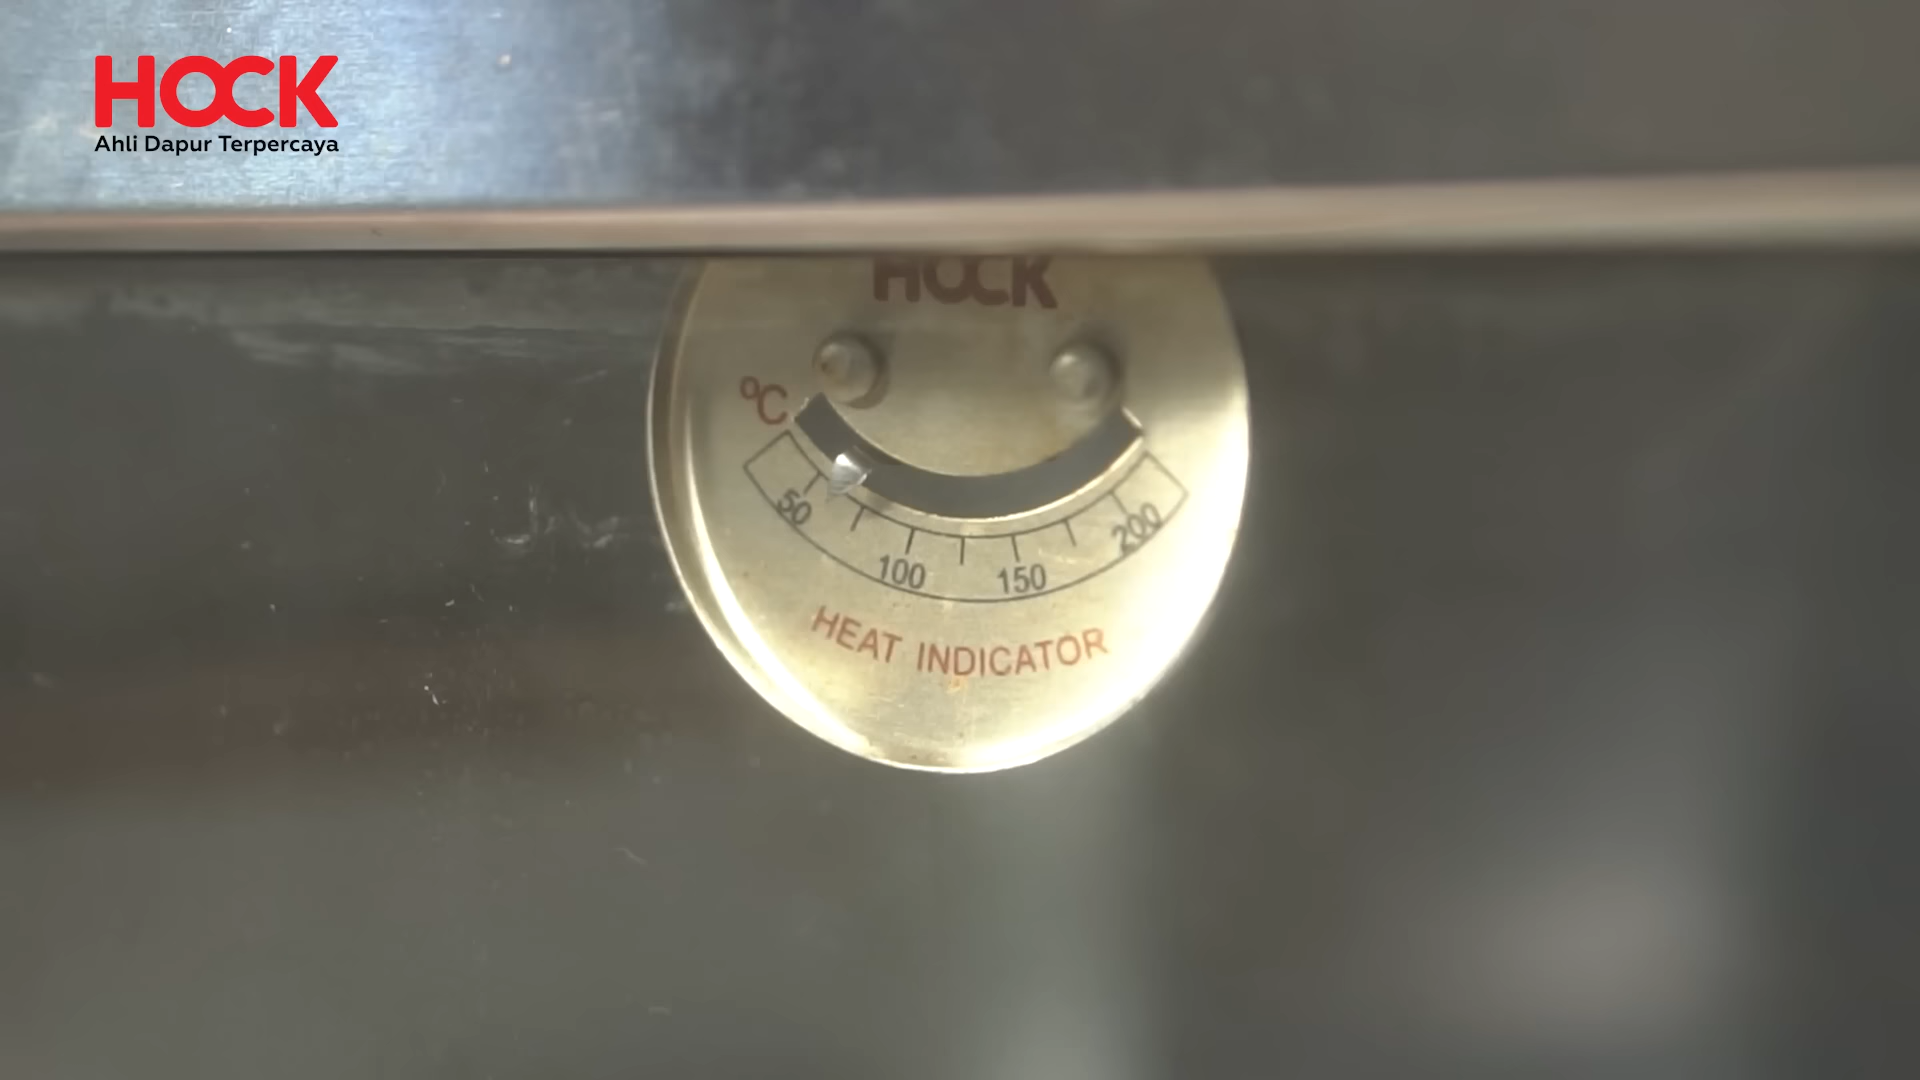 HOCK
Ahli Dapur Terpercaya
HOCK
°C
50
100
150
200
HEAT INDICATOR